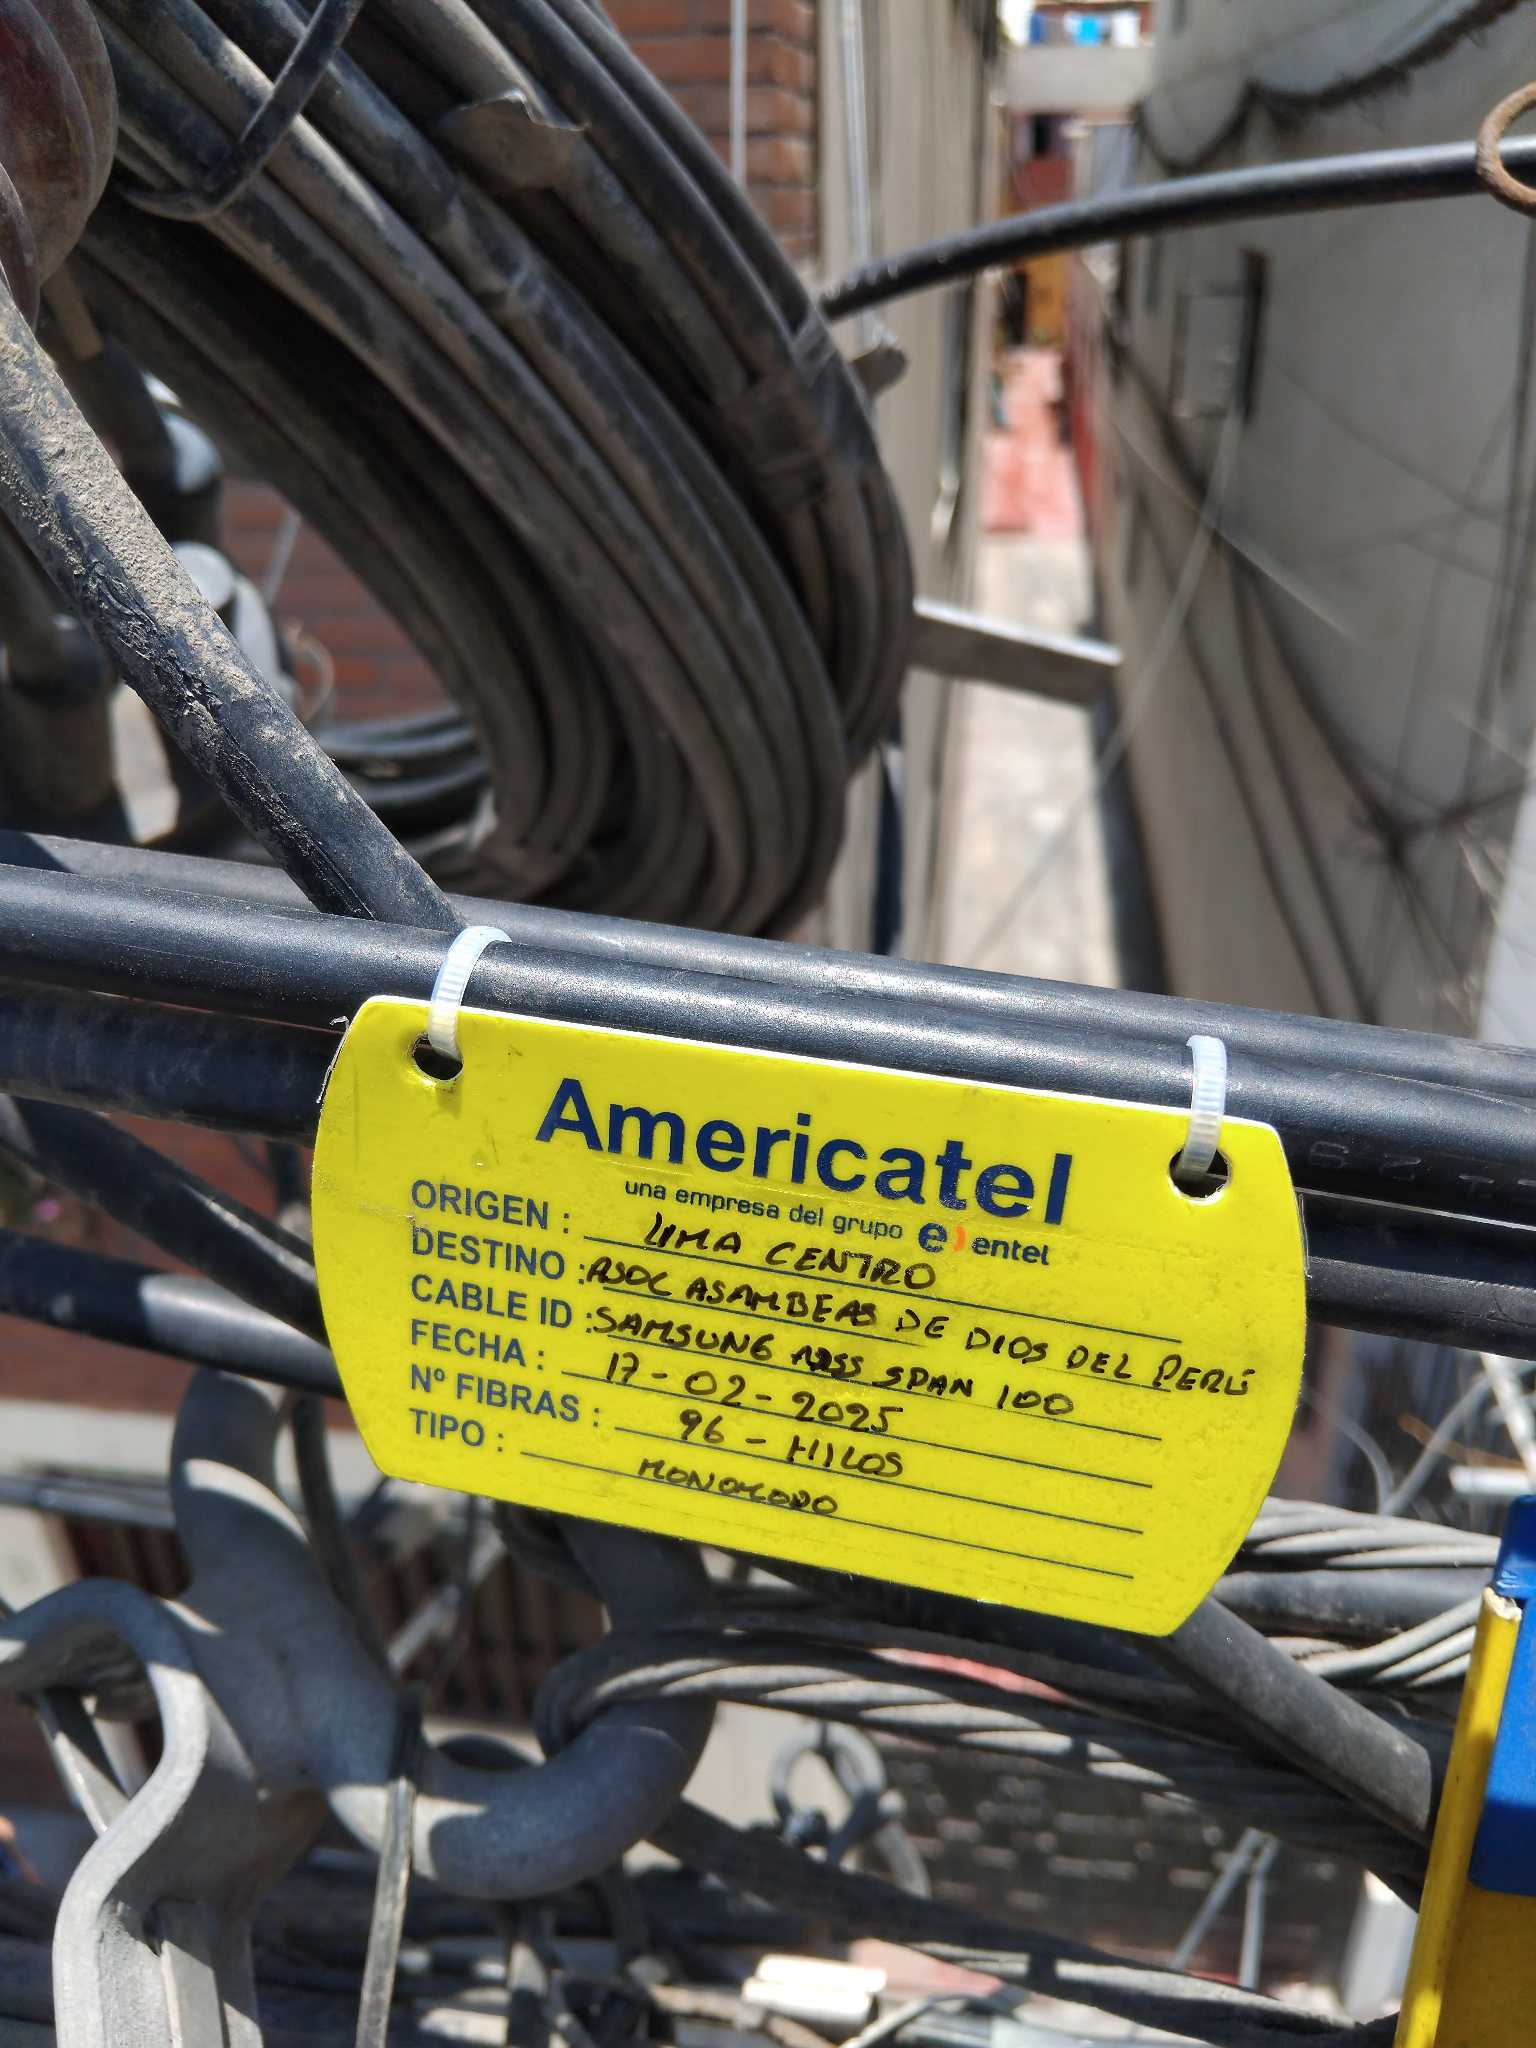 Americatel
una empresa del grupo entel
ORIGEN : LIMA CENTRO
DESTINO : ASOC ASAMBEAS DE DIOS DEL PERÚ
CABLE ID : SAMSUNG ADSS SPAN 100
FECHA : 17-02-2025
Nº FIBRAS : 96 - HILOS
TIPO : MONOMODO